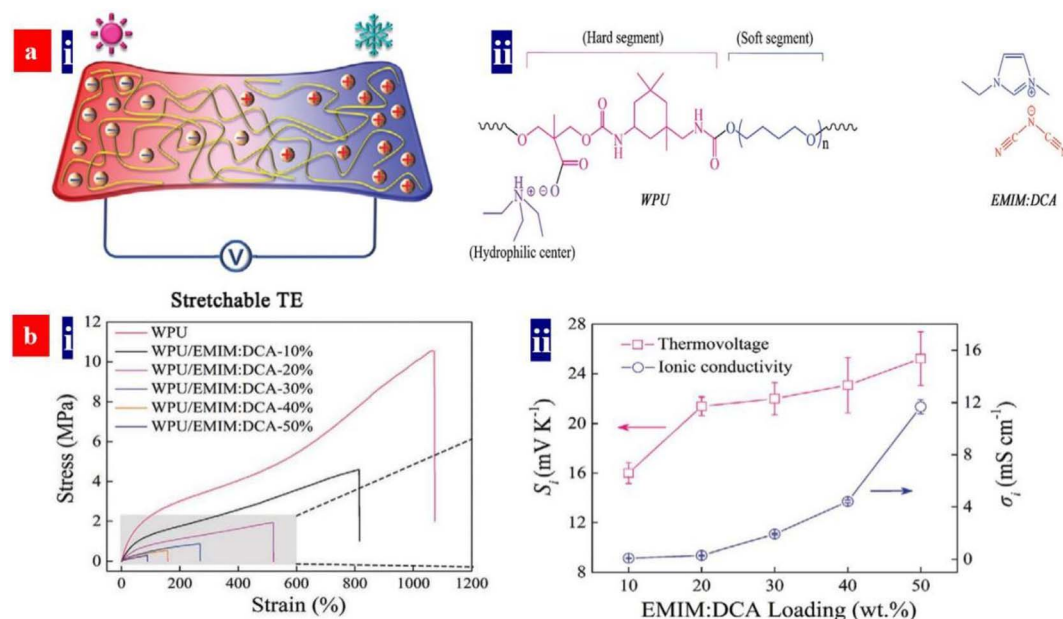 a
i
− − − − − − − − − − − −
+ + + + + + + + + + + +
V
Stretchable TE
ii
(Hard segment)
(Soft segment)
O
O
O
N
H
O
H
N
O
O
O
n
O
O
⊖
H
N
⊕
(Hydrophilic center)
WPU
N
N
⊕
⊖
N
N
N
EMIM:DCA
b
i
Stress (MPa)
12
10
8
6
4
2
0
WPU
WPU/EMIM:DCA-10%
WPU/EMIM:DCA-20%
WPU/EMIM:DCA-30%
WPU/EMIM:DCA-40%
WPU/EMIM:DCA-50%
0 200 400 600 800 1000 1200
Strain (%)
ii
Si (mV K-1)
28
24
20
16
12
8
Thermovoltage
Ionic conductivity
16
12
8
4
0
σi (mS cm-1)
10 20 30 40 50
EMIM:DCA Loading (wt.%)